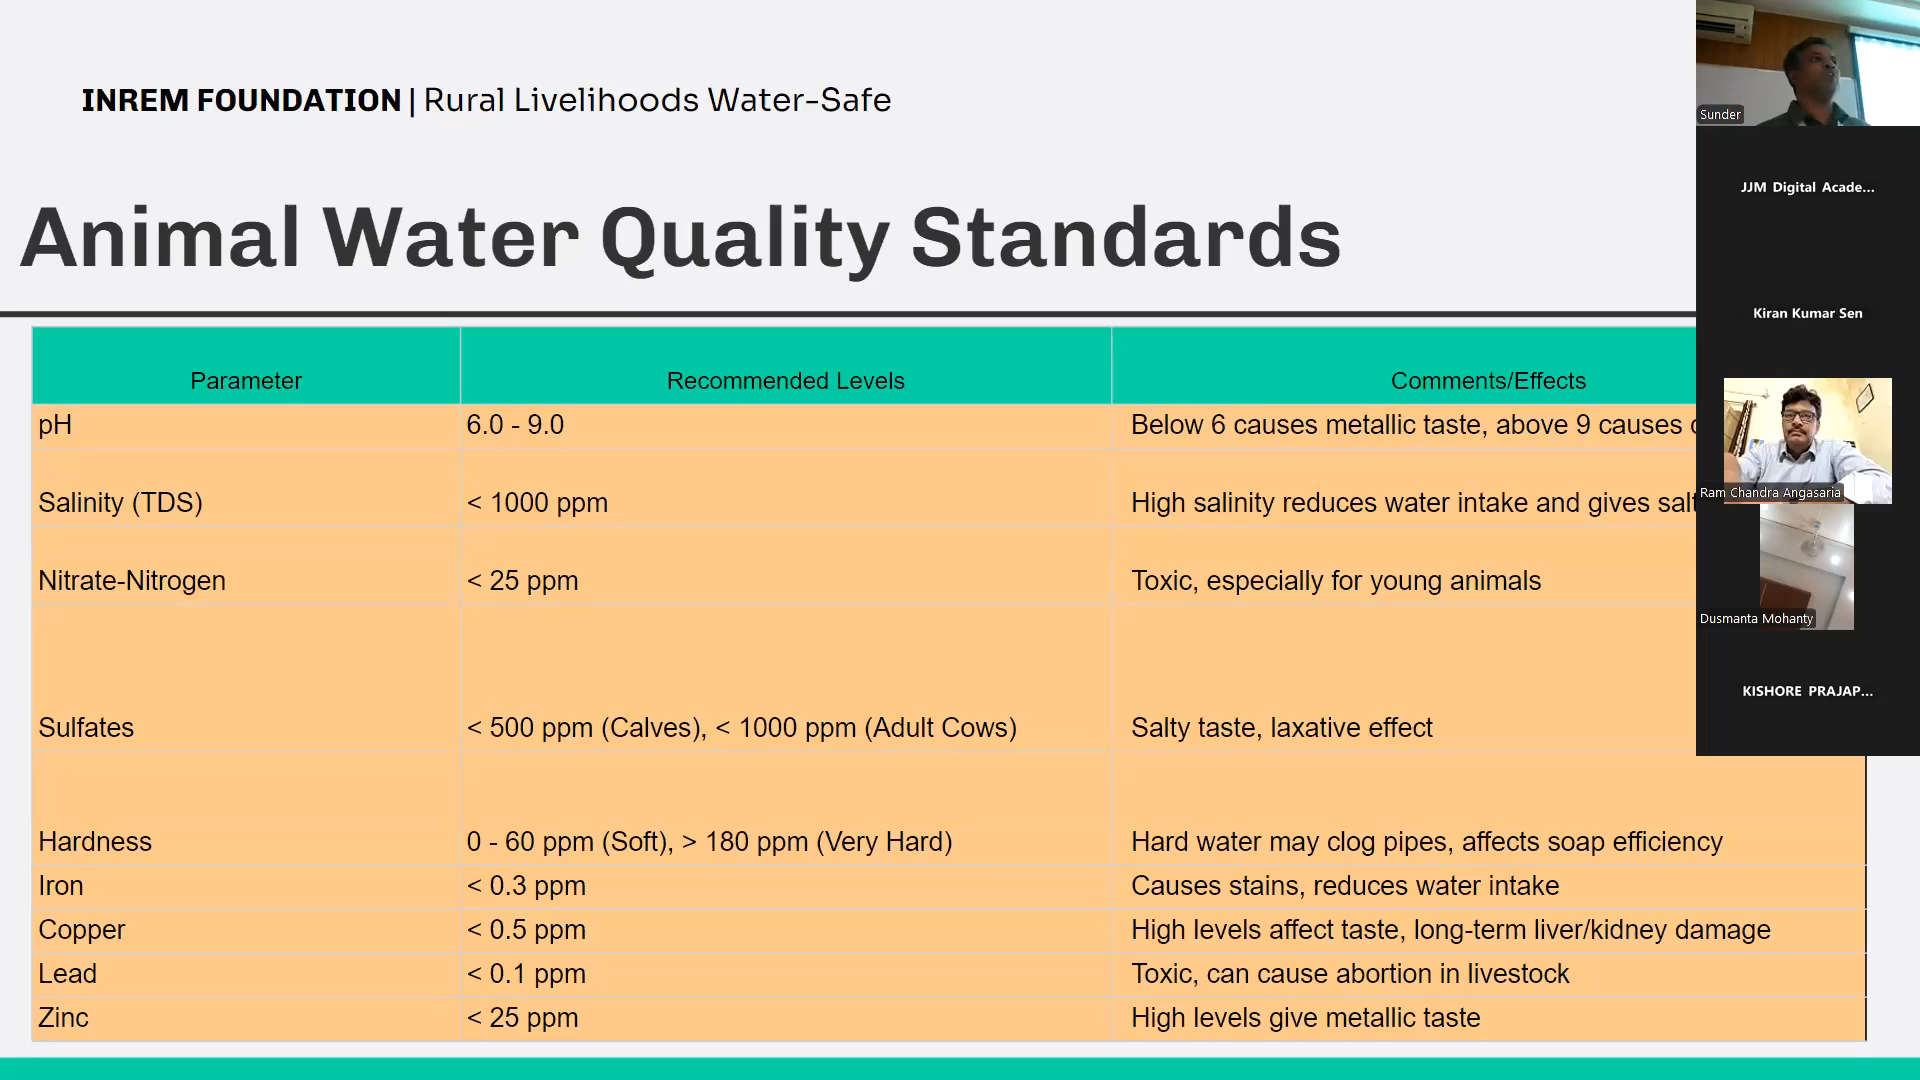 INREM FOUNDATION | Rural Livelihoods Water-Safe
Animal Water Quality Standards
Parameter Recommended Levels Comments/Effects
pH 6.0 - 9.0 Below 6 causes metallic taste, above 9 causes
Salinity (TDS) < 1000 ppm High salinity reduces water intake and gives
Nitrate-Nitrogen < 25 ppm Toxic, especially for young animals
Sulfates < 500 ppm (Calves), < 1000 ppm (Adult Cows) Salty taste, laxative effect
Hardness 0 - 60 ppm (Soft), > 180 ppm (Very Hard) Hard water may clog pipes, affects soap efficiency
Iron < 0.3 ppm Causes stains, reduces water intake
Copper < 0.5 ppm High levels affect taste, long-term liver/kidney damage
Lead < 0.1 ppm Toxic, can cause abortion in livestock
Zinc < 25 ppm High levels give metallic taste
Sunder
JJM Digital Acade...
Kiran Kumar Sen
Ram Chandra Angasaria
Dusmanta Mohanty
KISHORE PRAJAP...